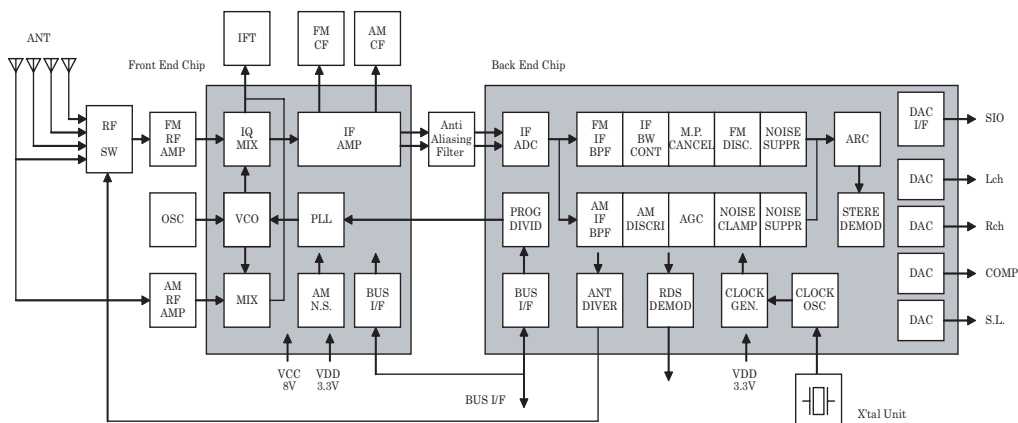 ANT
Front End Chip
Back End Chip
IFT
FM
CF
AM
CF
RF
SW
FM
RF
AMP
IQ
MIX
IF
AMP
Anti
Aliasing
Filter
IF
ADC
FM
IF
BPF
IF
BW
CONT
M.P.
CANCEL
FM
DISC.
NOISE
SUPPR
ARC
DAC
I/F
SIO
DAC
Lch
OSC
VCO
PLL
PROG
DIVID
AM
IF
BPF
AM
DISCRI
AGC
NOISE
CLAMP
NOISE
SUPPR
STERE
DEMOD
DAC
Rch
AM
RF
AMP
MIX
AM
N.S.
BUS
I/F
BUS
I/F
ANT
DIVER
RDS
DEMOD
CLOCK
GEN.
CLOCK
OSC
DAC
COMP
DAC
S.L.
VCC
8V
VDD
3.3V
BUS I/F
VDD
3.3V
X'tal Unit